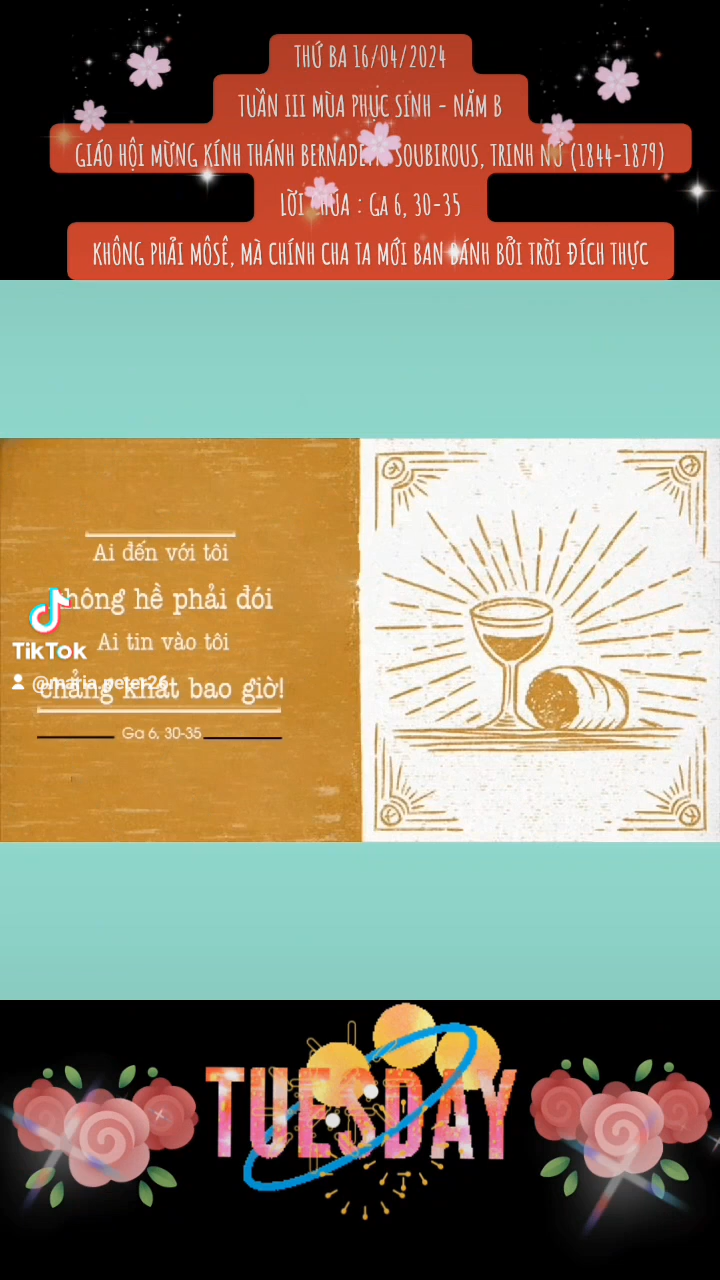 THỨ BA 16/04/2024
TUẦN III MÙA PHỤC SINH - NĂM B
GIÁO HỘI MỪNG KÍNH THÁNH SOUBIROUS, TRINH NỮ (1844-1879)
LỜI CHÚA : Ga 6, 30-35
KHÔNG PHẢI MÔSÊ, MÀ CHÍNH CHA TA MỚI BAN BÁNH BỞI TRỜI ĐÍCH THỰC
Ai đến với tôi
không hề phải đói
Ai tin vào tôi
chẳng khát bao giờ!
Ga 6, 30-35
TikTok
@maria.peter26
TUESDAY